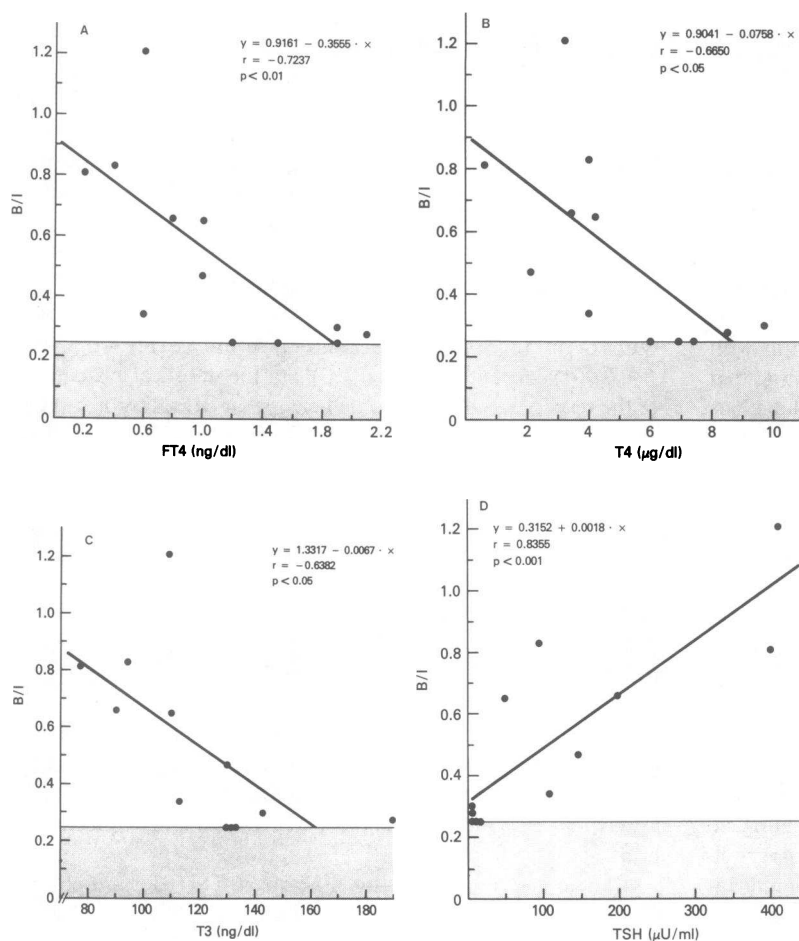 A
y = 0.9161 − 0.3555 · ×
r = −0.7237
p < 0.01
1.2
1.0
0.8
0.6
0.4
0.2
0
B/I
0.2 0.6 1.0 1.4 1.8 2.2
FT4 (ng/dl)
B
y = 0.9041 − 0.0758 · ×
r = −0.6650
p < 0.05
1.2
1.0
0.8
0.6
0.4
0.2
0
B/I
2 4 6 8 10
T4 (μg/dl)
C
y = 1.3317 − 0.0067 · ×
r = −0.6382
p < 0.05
1.2
1.0
0.8
0.6
0.4
0.2
0
B/I
80 100 120 140 160 180
T3 (ng/dl)
D
y = 0.3152 + 0.0018 · ×
r = 0.8355
p < 0.001
1.2
1.0
0.8
0.6
0.4
0.2
0
B/I
100 200 300 400
TSH (μU/ml)